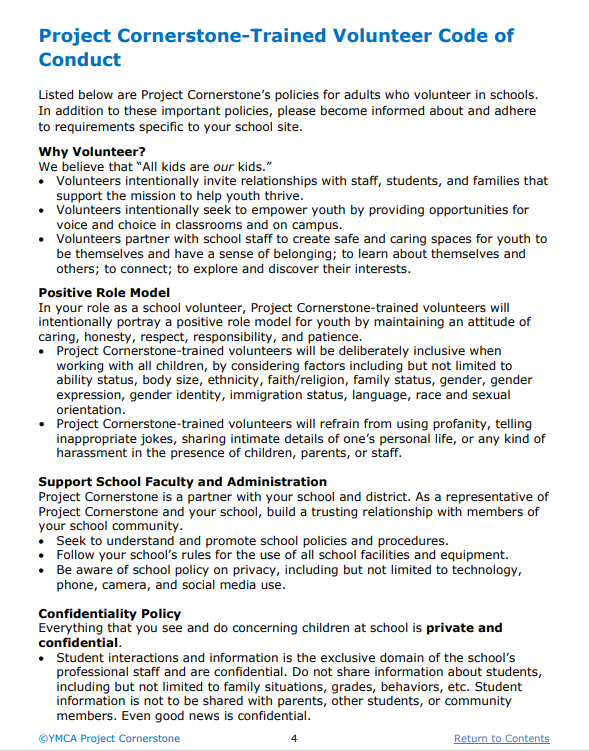 Project Cornerstone-Trained Volunteer Code of
Conduct
Listed below are Project Cornerstone’s policies for adults who volunteer in schools.
In addition to these important policies, please become informed about and adhere
to requirements specific to your school site.
Why Volunteer?
We believe that “All kids are our kids.”
• Volunteers intentionally invite relationships with staff, students, and families that
support the mission to help youth thrive.
• Volunteers intentionally seek to empower youth by providing opportunities for
voice and choice in classrooms and on campus.
• Volunteers partner with school staff to create safe and caring spaces for youth to
be themselves and have a sense of belonging; to learn about themselves and
others; to connect; to explore and discover their interests.
Positive Role Model
In your role as a school volunteer, Project Cornerstone-trained volunteers will
intentionally portray a positive role model for youth by maintaining an attitude of
caring, honesty, respect, responsibility, and patience.
• Project Cornerstone-trained volunteers will be deliberately inclusive when
working with all children, by considering factors including but not limited to
ability status, body size, ethnicity, faith/religion, family status, gender, gender
expression, gender identity, immigration status, language, race and sexual
orientation.
• Project Cornerstone-trained volunteers will refrain from using profanity, telling
inappropriate jokes, sharing intimate details of one’s personal life, or any kind of
harassment in the presence of children, parents, or staff.
Support School Faculty and Administration
Project Cornerstone is a partner with your school and district. As a representative of
Project Cornerstone and your school, build a trusting relationship with members of
your school community.
• Seek to understand and promote school policies and procedures.
• Follow your school’s rules for the use of all school facilities and equipment.
• Be aware of school policy on privacy, including but not limited to technology,
phone, camera, and social media use.
Confidentiality Policy
Everything that you see and do concerning children at school is private and
confidential.
• Student interactions and information is the exclusive domain of the school’s
professional staff and are confidential. Do not share information about students,
including but not limited to family situations, grades, behaviors, etc. Student
information is not to be shared with parents, other students, or community
members. Even good news is confidential.
©YMCA Project Cornerstone 4 Return to Contents